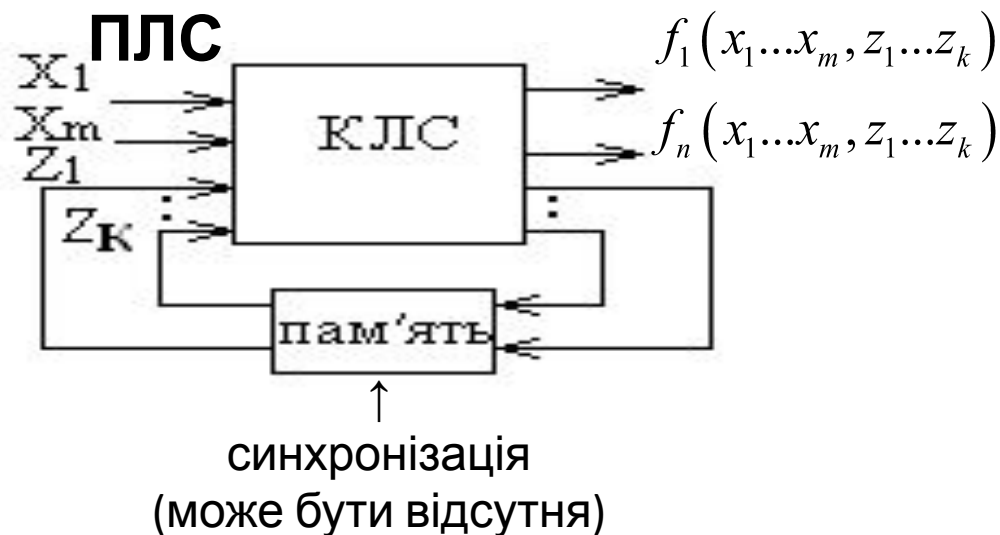 ПЛС
X1
Xm
Z1
⋮
Zк
КЛС
⋮
f₁(x₁...xₘ, z₁...zₖ)
fₙ(x₁...xₘ, z₁...zₖ)
пам'ять
↑
синхронізація
(може бути відсутня)